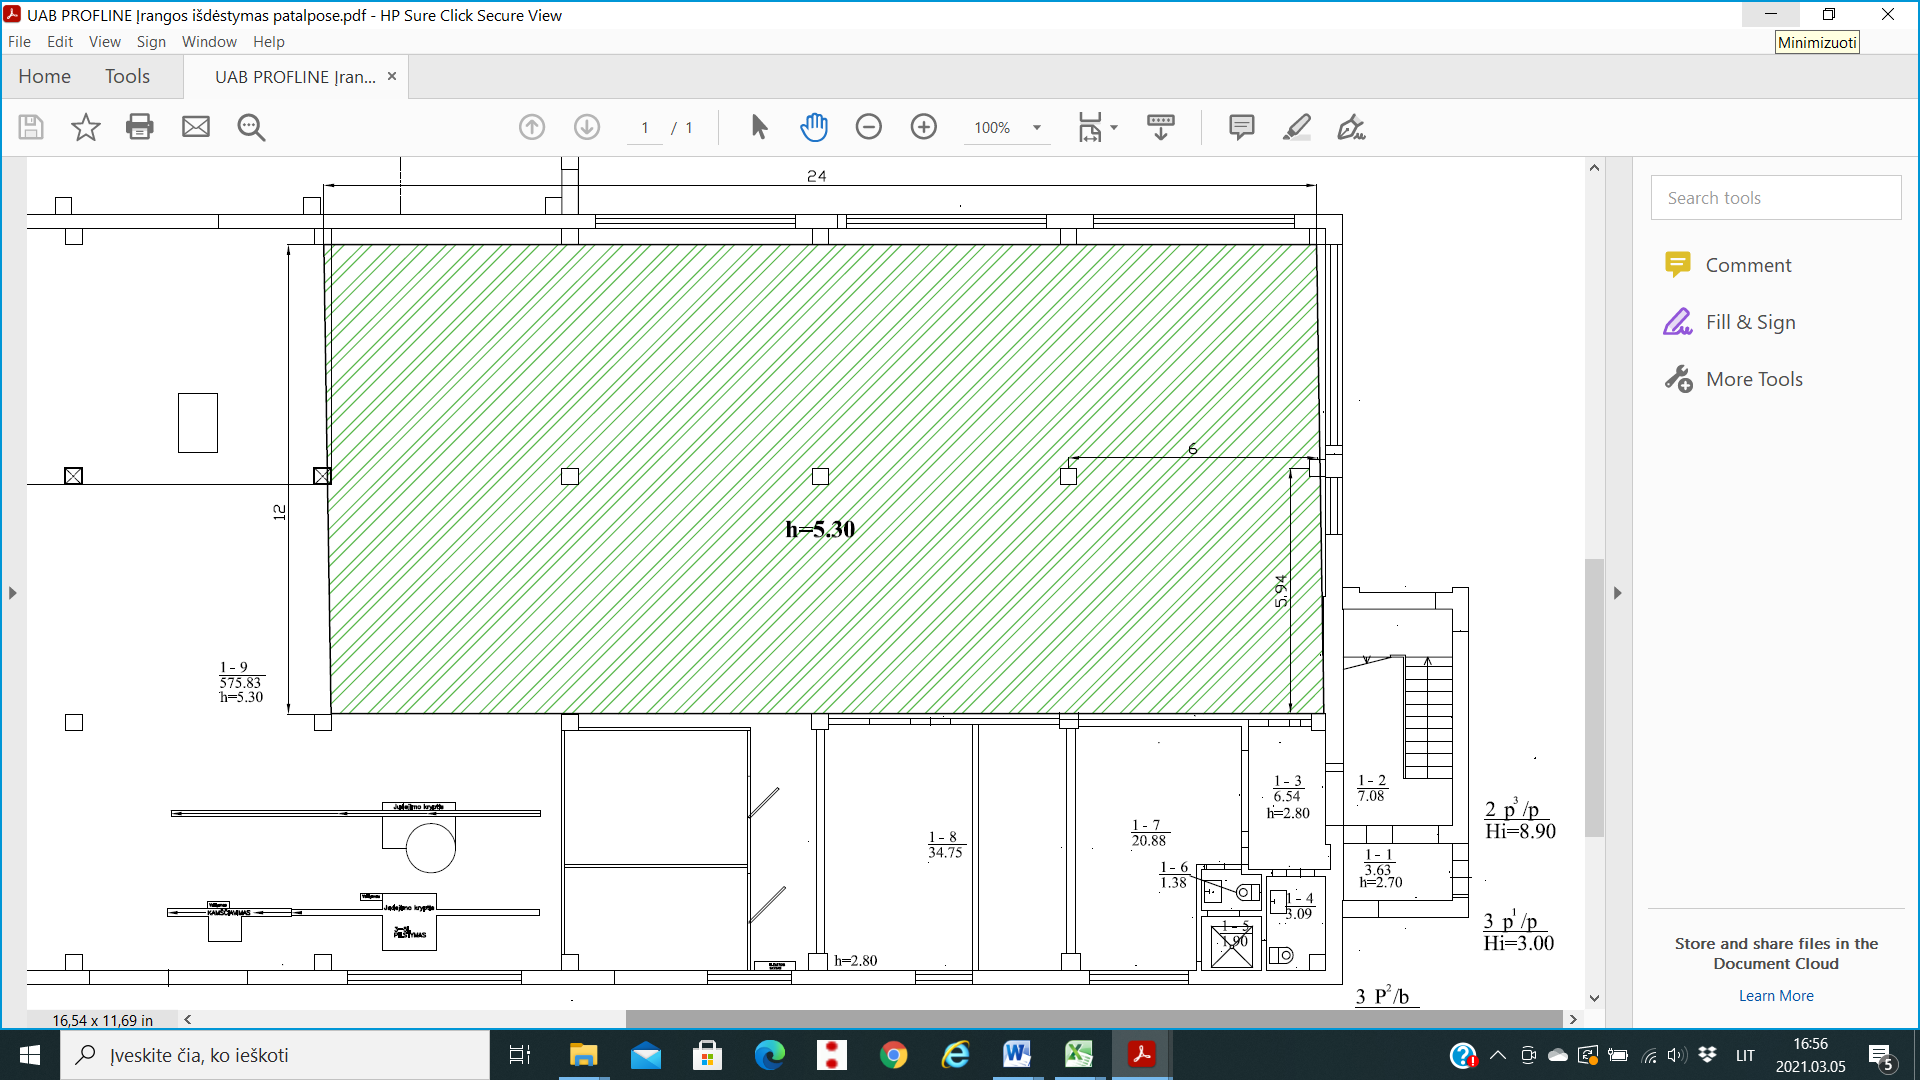 UAB PROFLINE Įrangos išdėstymas patalpose.pdf - HP Sure Click Secure View
File Edit View Sign Window Help
Minimizuoti
Home Tools UAB PROFLINE Įran... ×
1 / 1 100%
24
Search tools
Comment
Fill & Sign
More Tools
6
12
h=5.30
5,94
1-9
575.83
h=5.30
1-3
6.54
h=2.80
1-2
7.08
2 p³/p
Hi=8.90
Judėjimo kryptis
1-8
34.75
1-7
20.88
1-6
1.38
1-1
3.63
h=2.70
1-4
3.09
KAMŠČIAVIMAS
Judėjimo kryptis
PILSTYMAS
1-5
1.90
3 p¹/p
Hi=3.00
h=2.80
3 P²/b
Store and share files in the
Document Cloud
Learn More
16,54 x 11,69 in
Įveskite čia, ko ieškoti
LIT
16:56
2021.03.05
5